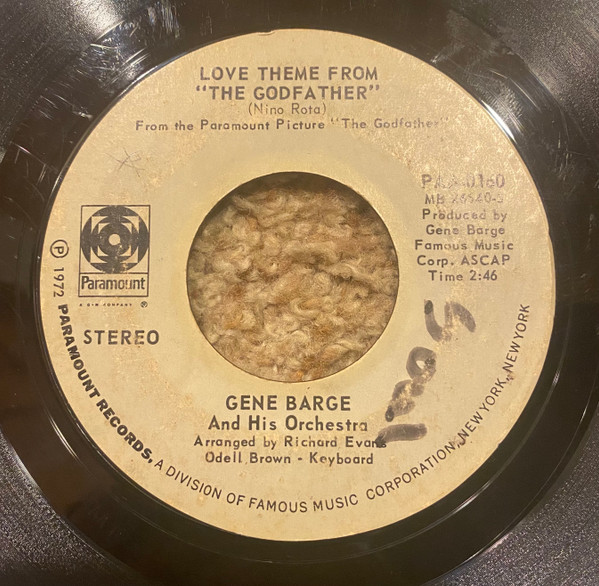 LOVE THEME FROM
"THE GODFATHER"
(Nino Rota)
From the Paramount Picture "The Godfather"
PAA-0160
Produced by
Gene Barge
Famous Music
Corp. ASCAP
Time 2:46
Paramount
A G+W COMPANY ®
STEREO
GENE BARGE
And His Orchestra
Arranged by Richard Evans
Odell Brown - Keyboard
Ⓟ 1972 PARAMOUNT RECORDS, A DIVISION OF FAMOUS MUSIC CORPORATION, NEW YORK, NEW YORK